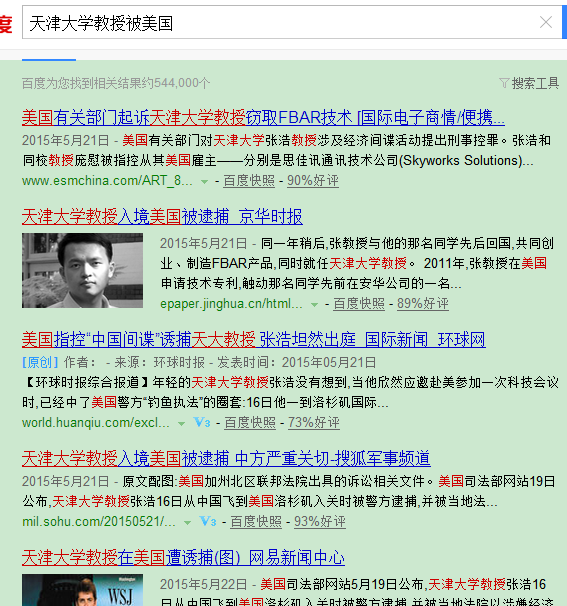 度 天津大学教授被美国
百度为您找到相关结果约544,000个 搜索工具
美国有关部门起诉天津大学教授窃取FBAR技术 [国际电子商情/便携...
2015年5月21日 - 美国有关部门对天津大学张浩教授涉及经济间谍活动提出刑事控罪。张浩和
同校教授庞慰被指控从其美国雇主——分别是思佳讯通讯技术公司(Skyworks Solutions)...
www.esmchina.com/ART_8... - 百度快照 - 90%好评
天津大学教授入境美国被逮捕_京华时报
2015年5月21日 - 同一年稍后,张教授与他的那名同学先后回国,共同创
业、制造FBAR产品,同时就任天津大学教授。 2011年,张教授在美国
申请技术专利,触动那名同学先前在安华公司的一名...
epaper.jinghua.cn/html... - 百度快照 - 89%好评
美国指控“中国间谍”诱捕天大教授 张浩坦然出庭_国际新闻_环球网
[原创] 作者： - 来源：环球时报 - 发表时间：2015年05月21日
【环球时报综合报道】年轻的天津大学教授张浩没有想到,当他欣然应邀赴美参加一次科技会议
时,已经中了美国警方“钓鱼执法”的圈套:16日他一到洛杉矶国际...
world.huanqiu.com/excl... V3 - 百度快照 - 73%好评
天津大学教授入境美国被逮捕 中方严重关切-搜狐军事频道
2015年5月21日 - 原文配图:美国加州北区联邦法院出具的诉讼相关文件。美国司法部网站19日
公布,天津大学教授张浩16日从中国飞到美国洛杉矶入关时被警方逮捕,并被当地法...
mil.sohu.com/20150521/... V3 - 百度快照 - 93%好评
天津大学教授在美国遭诱捕(图)_网易新闻中心
Washington
WSJ
2015年5月22日 - 美国司法部网站5月19日公布,天津大学教授张浩16
日从中国飞到美国洛杉矶入关时被警方逮捕,并被当地法院以涉嫌经济